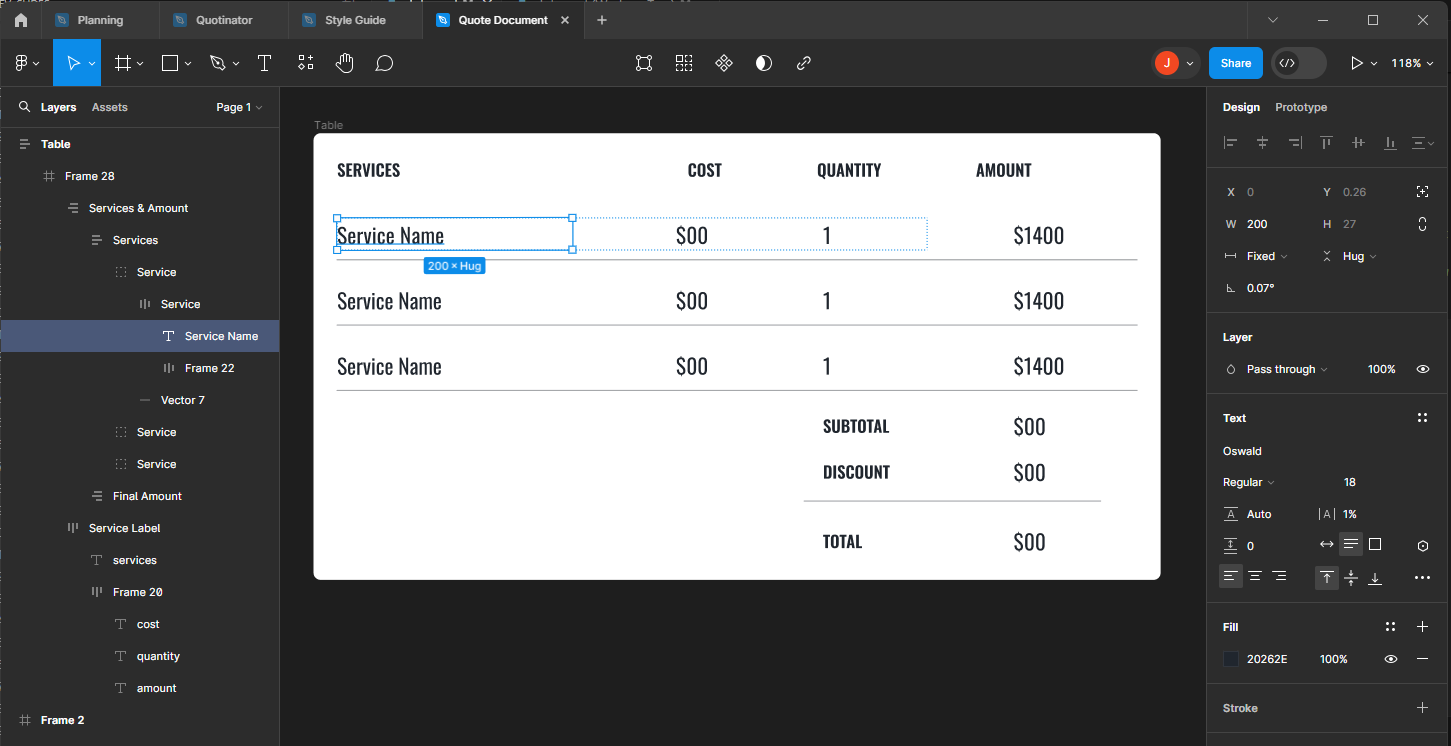 Planning
Quotinator
Style Guide
Quote Document
J
Share
118%
Layers
Assets
Page 1
Table
Frame 28
Services & Amount
Services
Service
Service
Service Name
Frame 22
Vector 7
Service
Service
Final Amount
Service Label
services
Frame 20
cost
quantity
amount
Frame 2
Table
SERVICES COST QUANTITY AMOUNT
Service Name $00 1 $1400
200 × Hug
Service Name $00 1 $1400
Service Name $00 1 $1400
SUBTOTAL $00
DISCOUNT $00
TOTAL $00
Design Prototype
X 0 Y 0.26
W 200 H 27
Fixed Hug
0.07°
Layer
Pass through 100%
Text
Oswald
Regular 18
A Auto |A| 1%
0
Fill
20262E 100%
Stroke